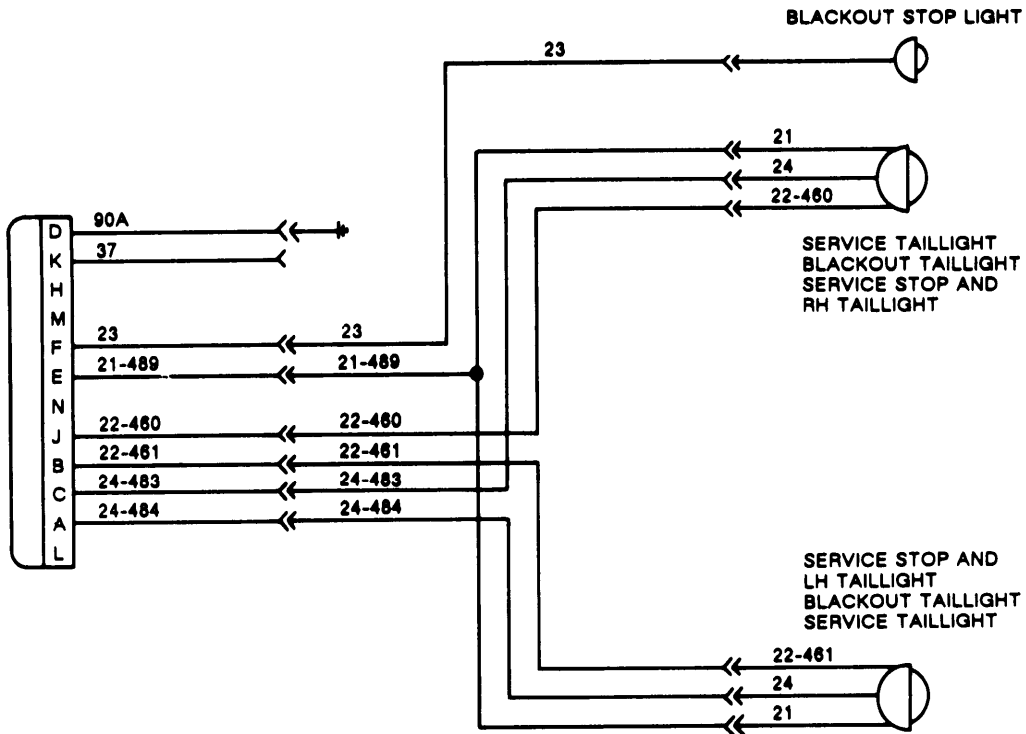 BLACKOUT STOP LIGHT
23
21
24
22-460
SERVICE TAILLIGHT
BLACKOUT TAILLIGHT
SERVICE STOP AND
RH TAILLIGHT
D 90A
K 37
H
M
F 23 23
E 21-489 21-489
N
J 22-460 22-460
B 22-461 22-461
C 24-483 24-483
A 24-484 24-484
L
SERVICE STOP AND
LH TAILLIGHT
BLACKOUT TAILLIGHT
SERVICE TAILLIGHT
22-461
24
21